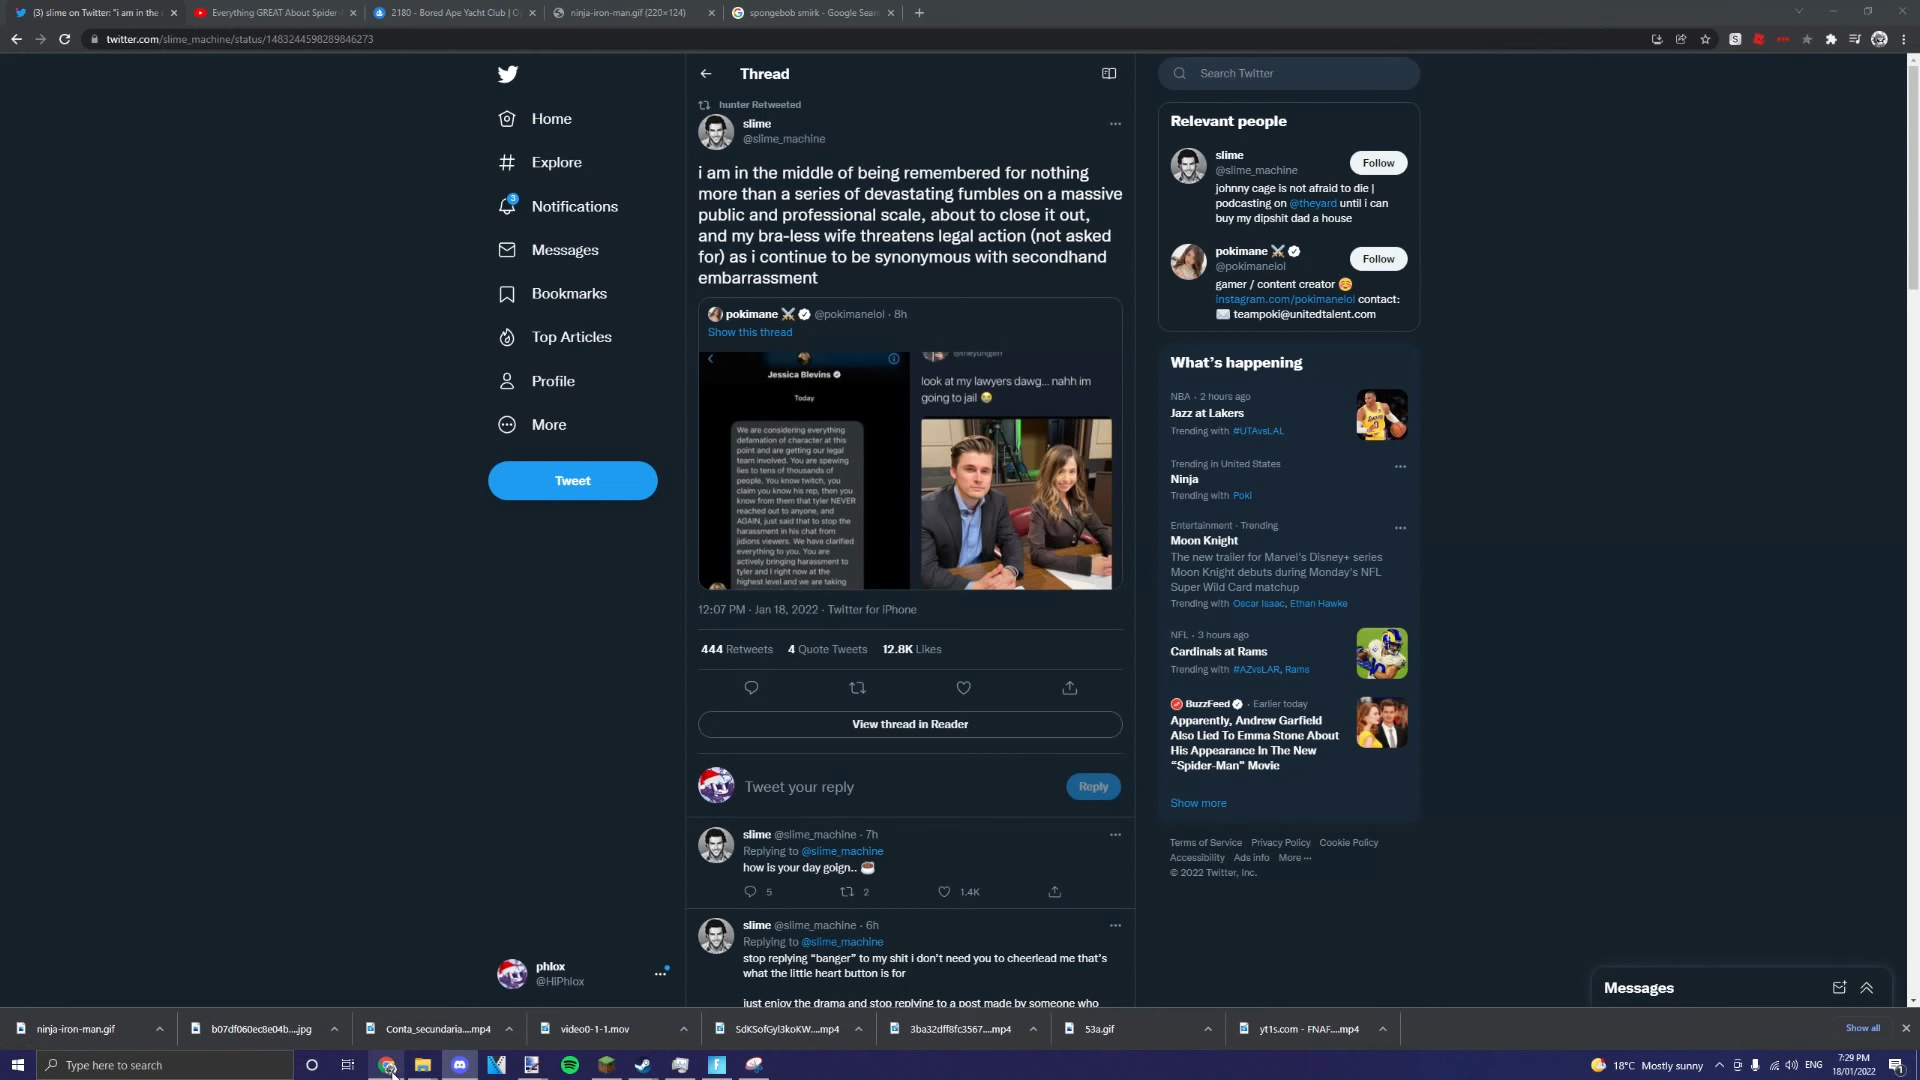 (3) slime on Twitter: "i am in the
Everything GREAT About Spider-
2180 - Bored Ape Yacht Club | O
ninja-iron-man.gif (220×124)
spongebob smirk - Google Sear
twitter.com/slime_machine/status/1483244598289846273
Home
Explore
3
Notifications
Messages
Bookmarks
Top Articles
Profile
More
Tweet
phlox
@HiPhlox
Thread
hunter Retweeted
slime
@slime_machine
i am in the middle of being remembered for nothing
more than a series of devastating fumbles on a massive
public and professional scale, about to close it out,
and my bra-less wife threatens legal action (not asked
for) as i continue to be synonymous with secondhand
embarrassment
pokimane @pokimanelol · 8h
Show this thread
Jessica Blevins
Today
We are considering everything
defamation of character at this
point and are getting our legal
team involved. You are spewing
lies to tens of thousands of
people. You know twitch, you
claim you know his rep, then you
know from them that tyler NEVER
reached out to anyone, and
AGAIN, just said that to stop the
harassment in his chat from
jidions viewers. We have clarified
everything to you. You are
actively bringing harassment to
tyler and I right now at the
highest level and we are taking
look at my lawyers dawg... nahh im
going to jail 😭
12:07 PM · Jan 18, 2022 · Twitter for iPhone
444 Retweets 4 Quote Tweets 12.8K Likes
View thread in Reader
Tweet your reply
Reply
slime @slime_machine · 7h
Replying to @slime_machine
how is your day goign.. ☕
5 2 1.4K
slime @slime_machine · 6h
Replying to @slime_machine
stop replying "banger" to my shit i don't need you to cheerlead me that's
what the little heart button is for
just enjoy the drama and stop replying to a post made by someone who
Search Twitter
Relevant people
slime
@slime_machine
Follow
johnny cage is not afraid to die |
podcasting on @theyard until i can
buy my dipshit dad a house
pokimane
@pokimanelol
Follow
gamer / content creator ☺️
instagram.com/pokimanelol contact:
✉️ teampoki@unitedtalent.com
What's happening
NBA · 2 hours ago
Jazz at Lakers
Trending with #UTAvsLAL
Trending in United States
Ninja
Trending with Poki
Entertainment · Trending
Moon Knight
The new trailer for Marvel's Disney+ series
Moon Knight debuts during Monday's NFL
Super Wild Card matchup
Trending with Oscar Isaac, Ethan Hawke
NFL · 3 hours ago
Cardinals at Rams
Trending with #AZvsLAR, Rams
BuzzFeed · Earlier today
Apparently, Andrew Garfield
Also Lied To Emma Stone About
His Appearance In The New
"Spider-Man" Movie
Show more
Terms of Service Privacy Policy Cookie Policy
Accessibility Ads info More ···
© 2022 Twitter, Inc.
Messages
ninja-iron-man.gif
b07df060ec8e04b....jpg
Conta_secundaria....mp4
video0-1-1.mov
SdKSofGyl3koKW....mp4
3ba32dff8fc3567....mp4
53a.gif
yt1s.com - FNAF....mp4
Show all
Type here to search
18°C Mostly sunny
ENG
7:29 PM
18/01/2022
1